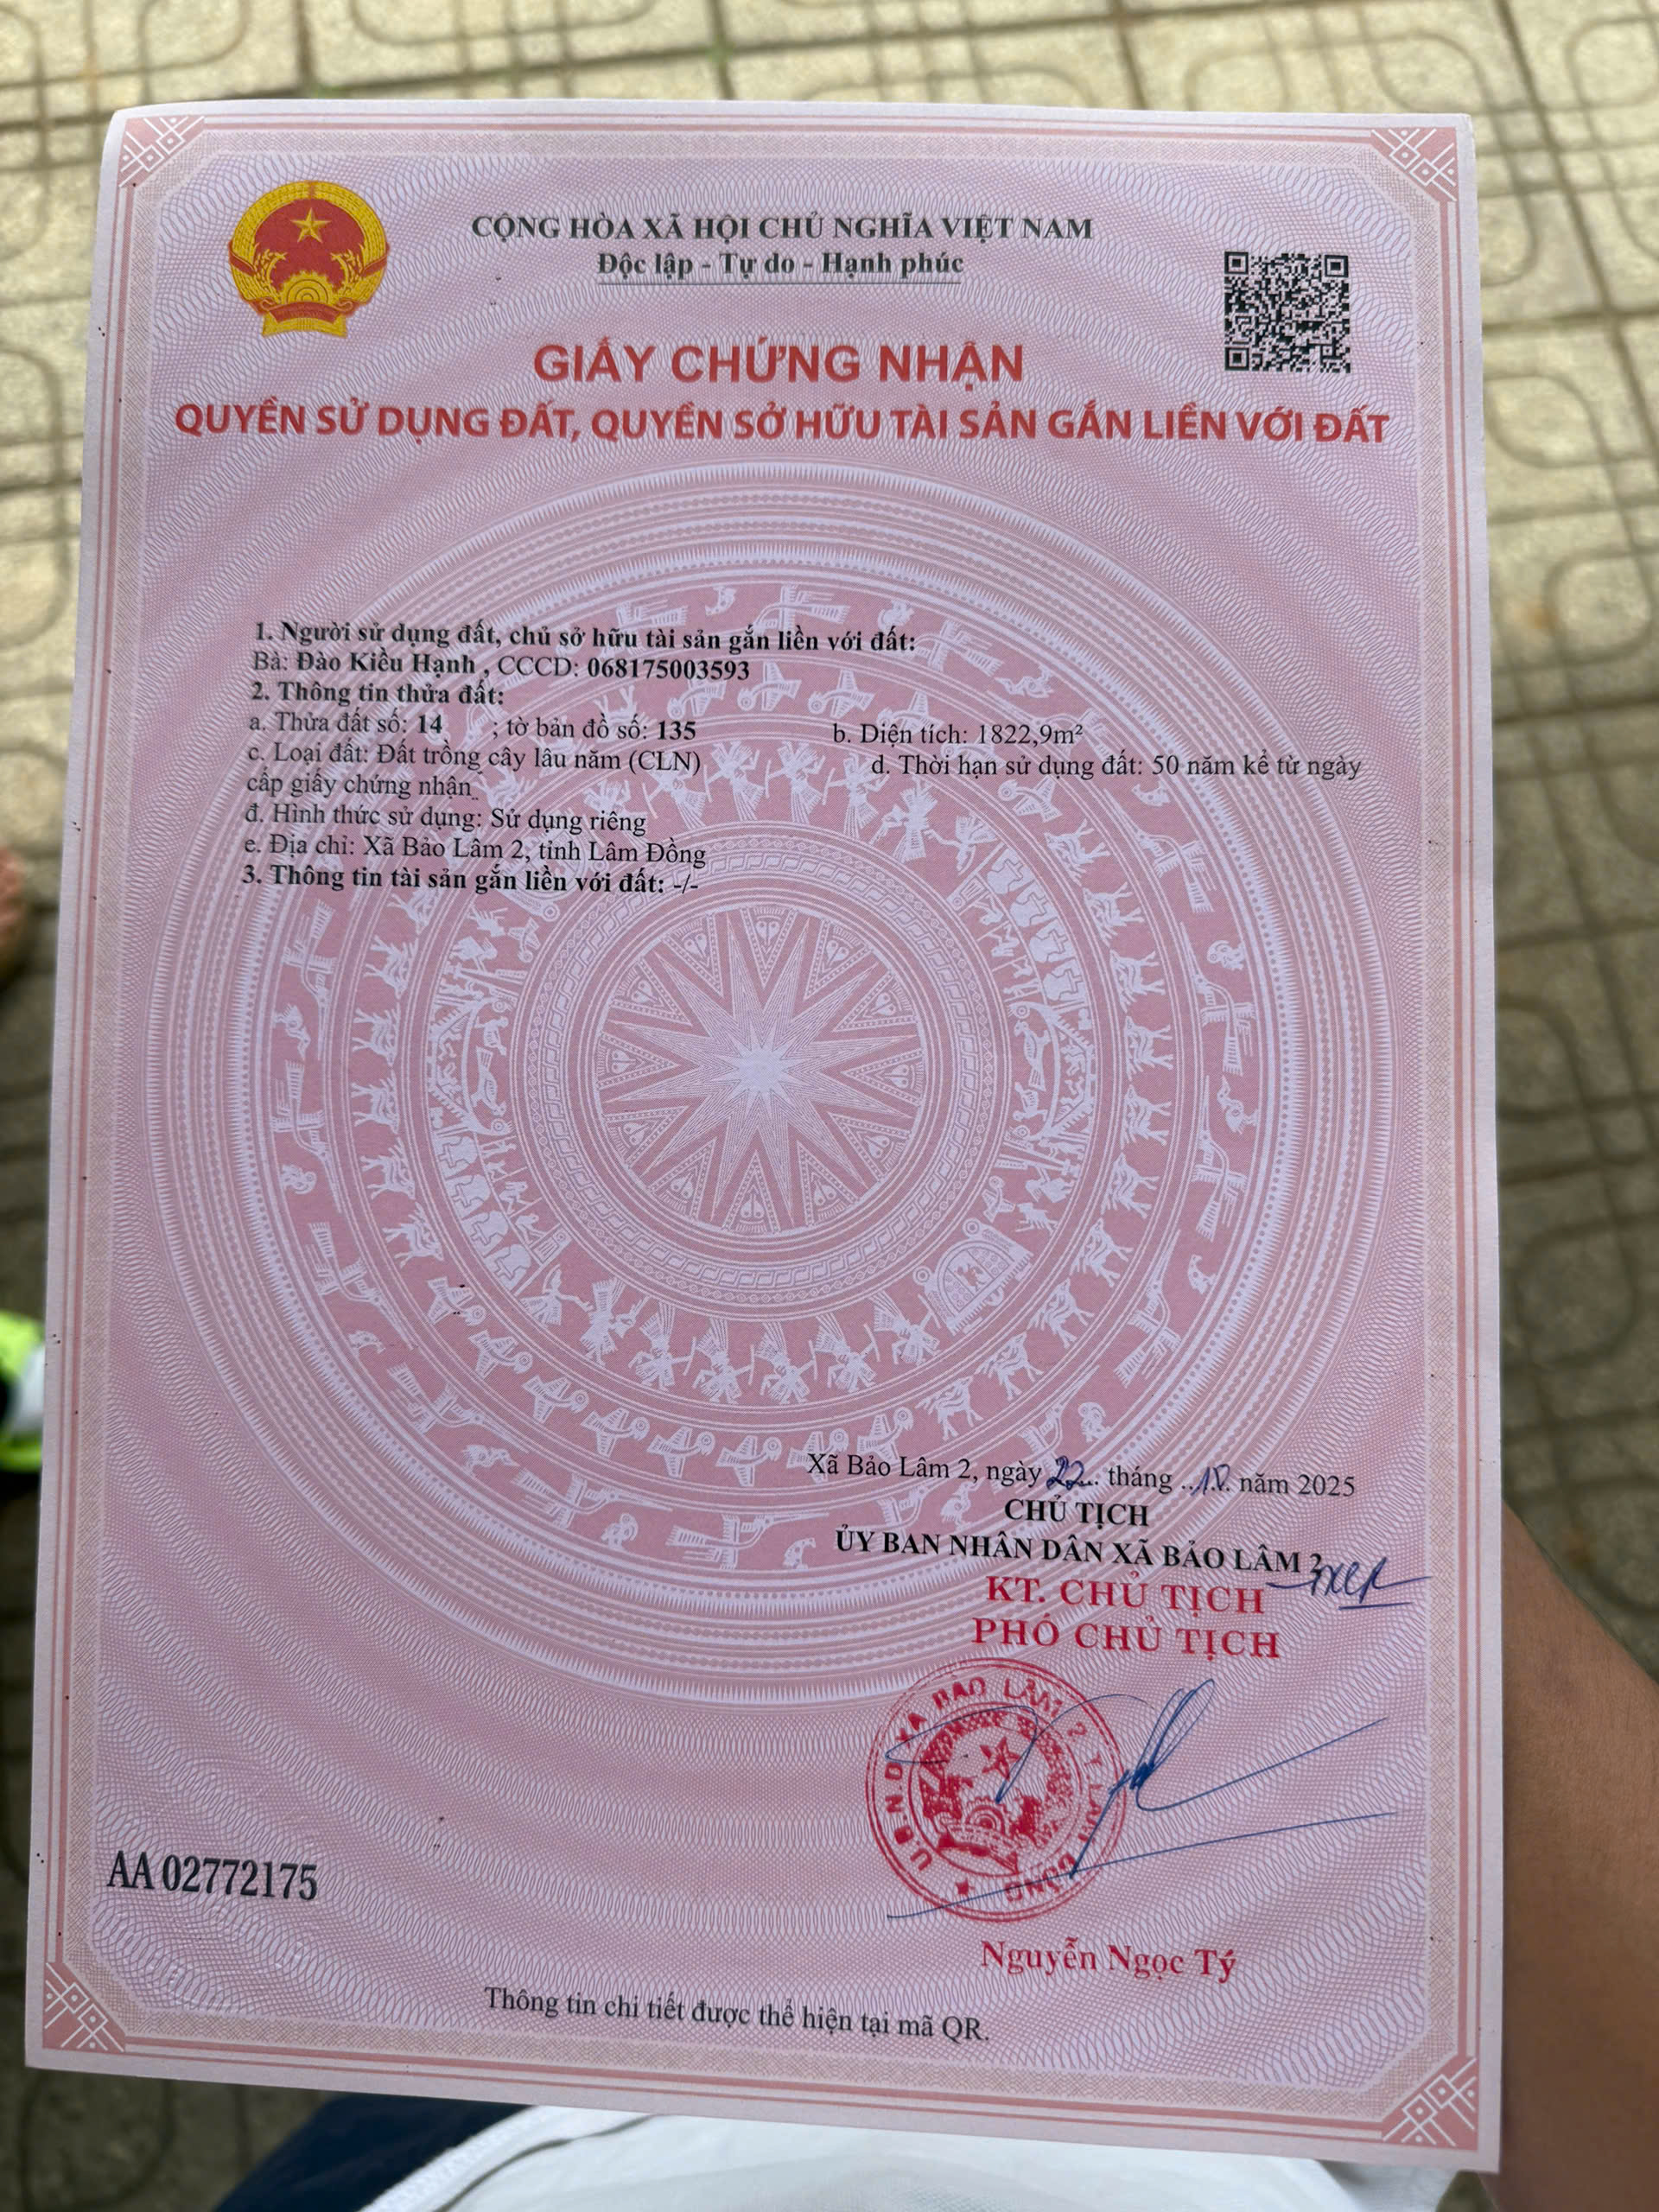 CỘNG HÒA XÃ HỘI CHỦ NGHĨA VIỆT NAM
Độc lập - Tự do - Hạnh phúc
GIẤY CHỨNG NHẬN
QUYỀN SỬ DỤNG ĐẤT, QUYỀN SỞ HỮU TÀI SẢN GẮN LIỀN VỚI ĐẤT
1. Người sử dụng đất, chủ sở hữu tài sản gắn liền với đất:
Bà: Đào Kiều Hạnh , CCCD: 068175003593
2. Thông tin thửa đất:
a. Thửa đất số: 14 ; tờ bản đồ số: 135 b. Diện tích: 1822,9m²
c. Loại đất: Đất trồng cây lâu năm (CLN) d. Thời hạn sử dụng đất: 50 năm kể từ ngày
cấp giấy chứng nhận
đ. Hình thức sử dụng: Sử dụng riêng
e. Địa chỉ: Xã Bảo Lâm 2, tỉnh Lâm Đồng
3. Thông tin tài sản gắn liền với đất: -/-
Xã Bảo Lâm 2, ngày 22 tháng năm 2025
CHỦ TỊCH
ỦY BAN NHÂN DÂN XÃ BẢO LÂM 2
KT. CHỦ TỊCH
PHÓ CHỦ TỊCH
U.B.N.D XÃ BẢO LÂM 2 T. LÂM ĐỒNG
Nguyễn Ngọc Tý
AA 02772175
Thông tin chi tiết được thể hiện tại mã QR.